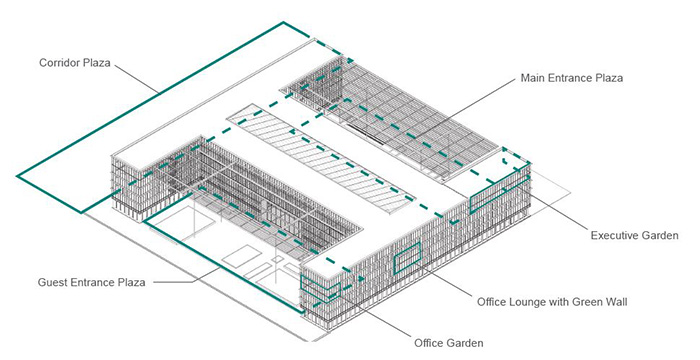 Corridor Plaza
Main Entrance Plaza
Executive Garden
Guest Entrance Plaza
Office Lounge with Green Wall
Office Garden